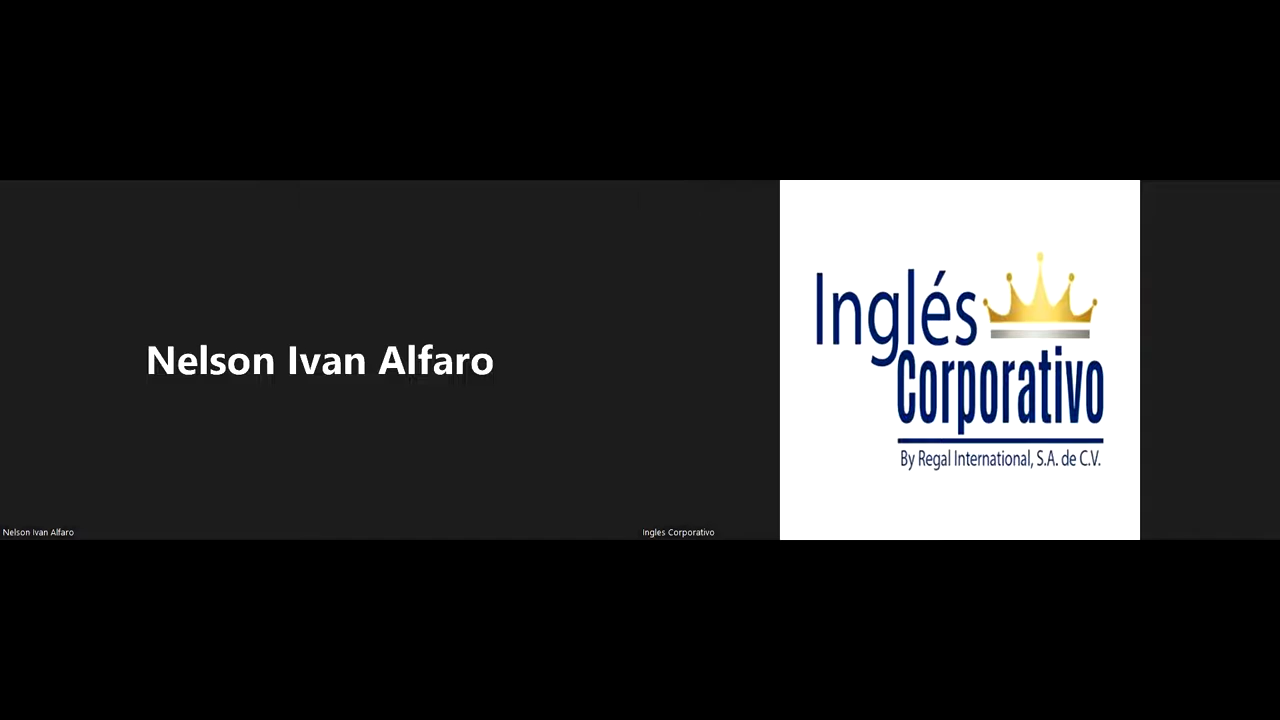 Nelson Ivan Alfaro
Nelson Ivan Alfaro
Inglés
Corporativo
By Regal International, S.A. de C.V.
Ingles Corporativo